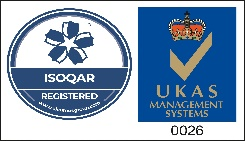 ISOQAR
REGISTERED
UKAS
MANAGEMENT
SYSTEMS
0026